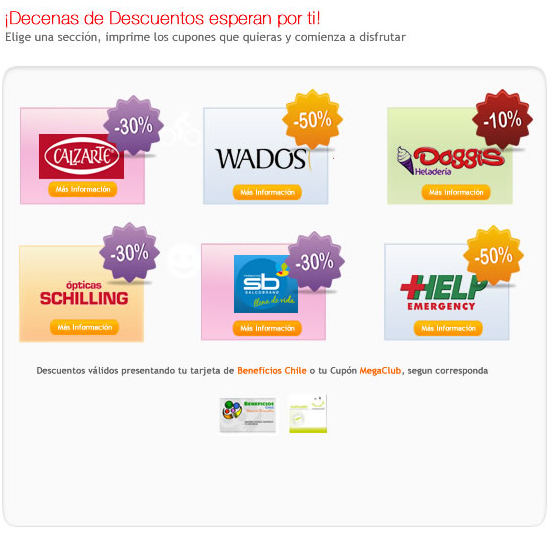 ¡Decenas de Descuentos esperan por ti!
Elige una sección, imprime los cupones que quieras y comienza a disfrutar
-30%
CALZARTE
Más Información
-50%
WADOS
Más Información
-10%
Doggis
Heladería
Más Información
-30%
ópticas
SCHILLING
Más Información
-30%
sb
SALCOBRAND
llena de vida
Más Información
-50%
HELP
EMERGENCY
Más Información
Descuentos válidos presentando tu tarjeta de Beneficios Chile o tu Cupón MegaClub, segun corresponda
BENEFICIOS